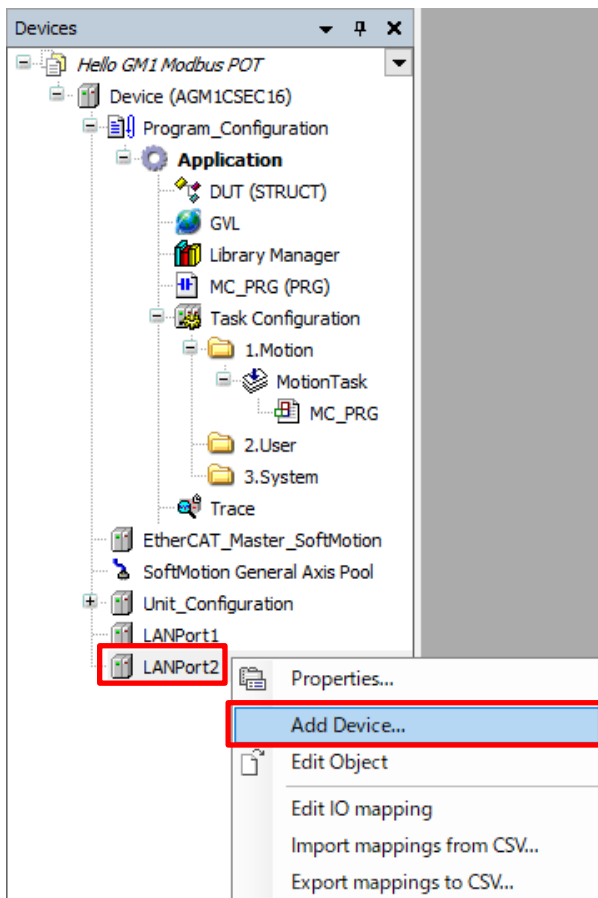 Devices
Hello GM1 Modbus POT
Device (AGM1CSEC16)
Program_Configuration
Application
DUT (STRUCT)
GVL
Library Manager
MC_PRG (PRG)
Task Configuration
1.Motion
MotionTask
MC_PRG
2.User
3.System
Trace
EtherCAT_Master_SoftMotion
SoftMotion General Axis Pool
Unit_Configuration
LANPort1
LANPort2
Properties...
Add Device...
Edit Object
Edit IO mapping
Import mappings from CSV...
Export mappings to CSV...